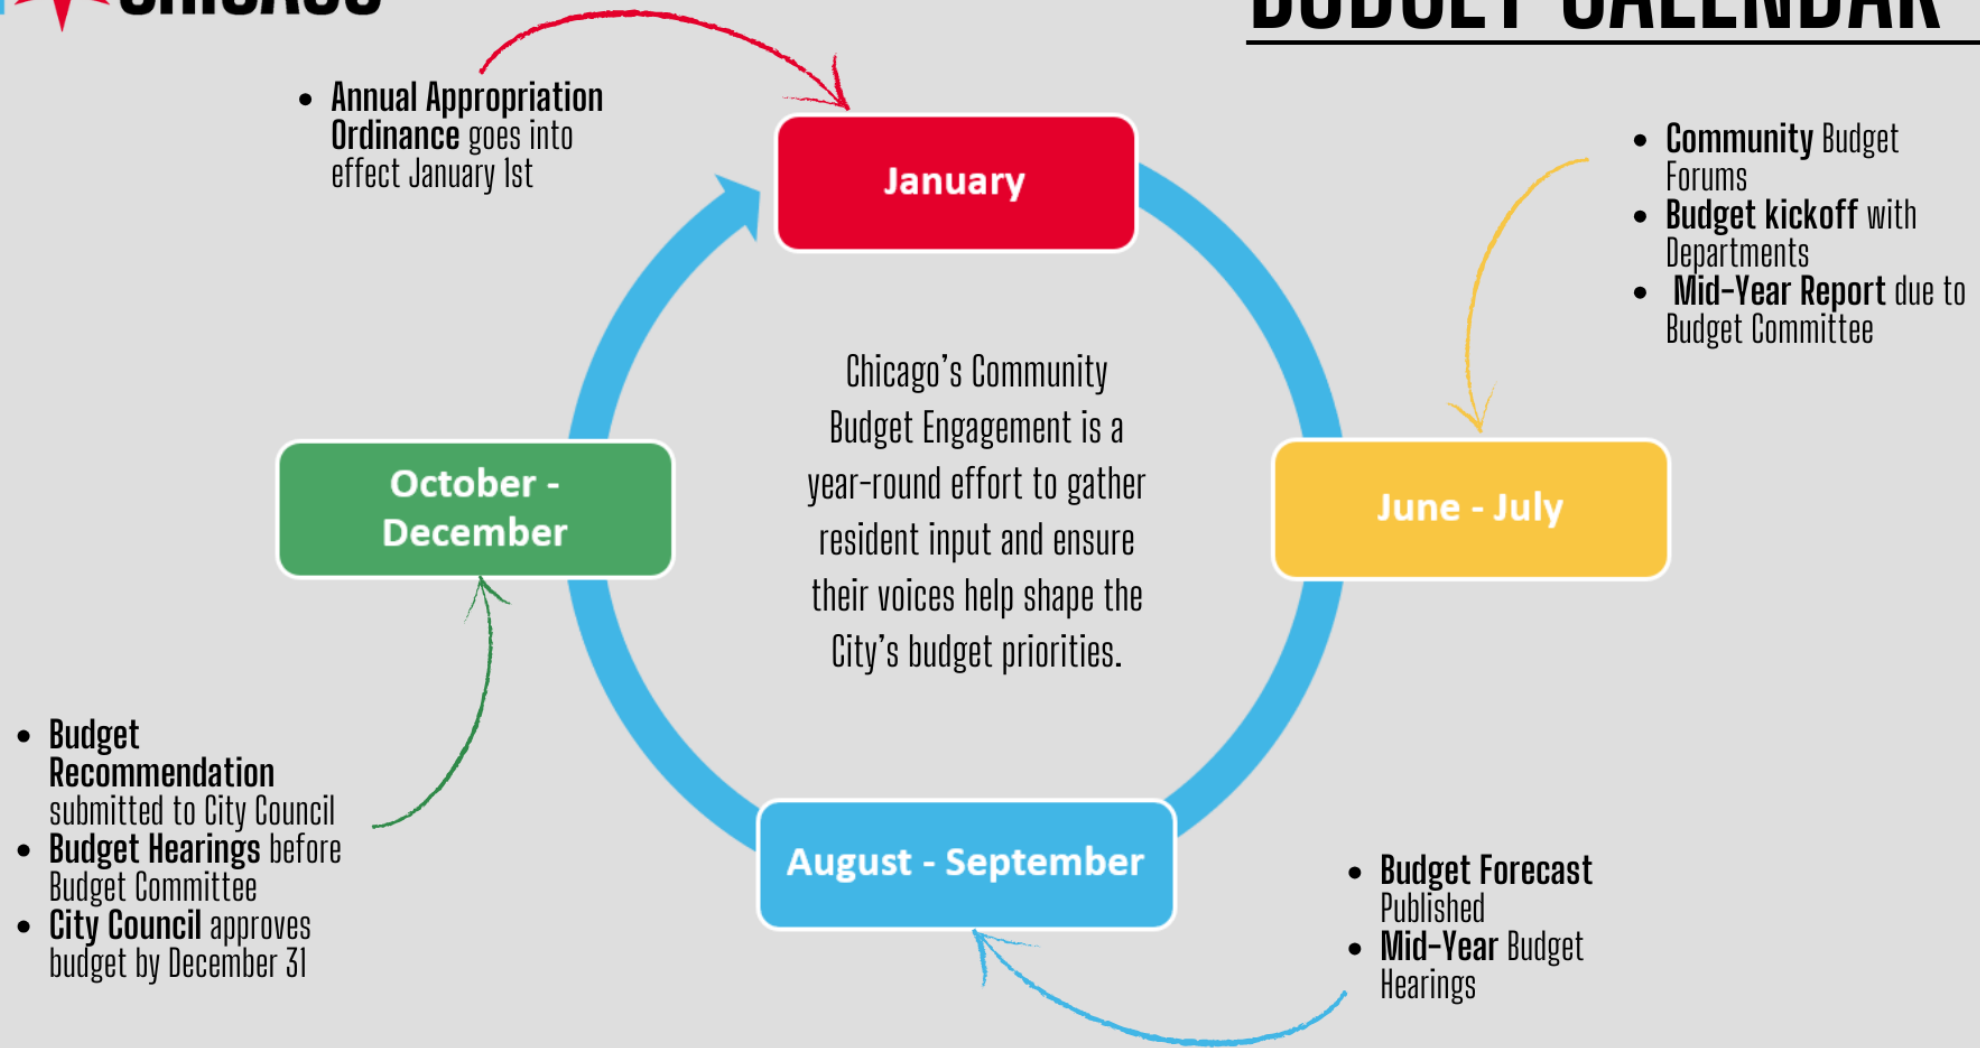 CHICAGO
BUDGET CALENDAR
• Annual Appropriation
Ordinance goes into
effect January 1st
January
• Community Budget
Forums
• Budget kickoff with
Departments
• Mid-Year Report due to
Budget Committee
Chicago's Community
Budget Engagement is a
year-round effort to gather
resident input and ensure
their voices help shape the
City's budget priorities.
October -
December
June - July
• Budget
Recommendation
submitted to City Council
• Budget Hearings before
Budget Committee
• City Council approves
budget by December 31
August - September
• Budget Forecast
Published
• Mid-Year Budget
Hearings